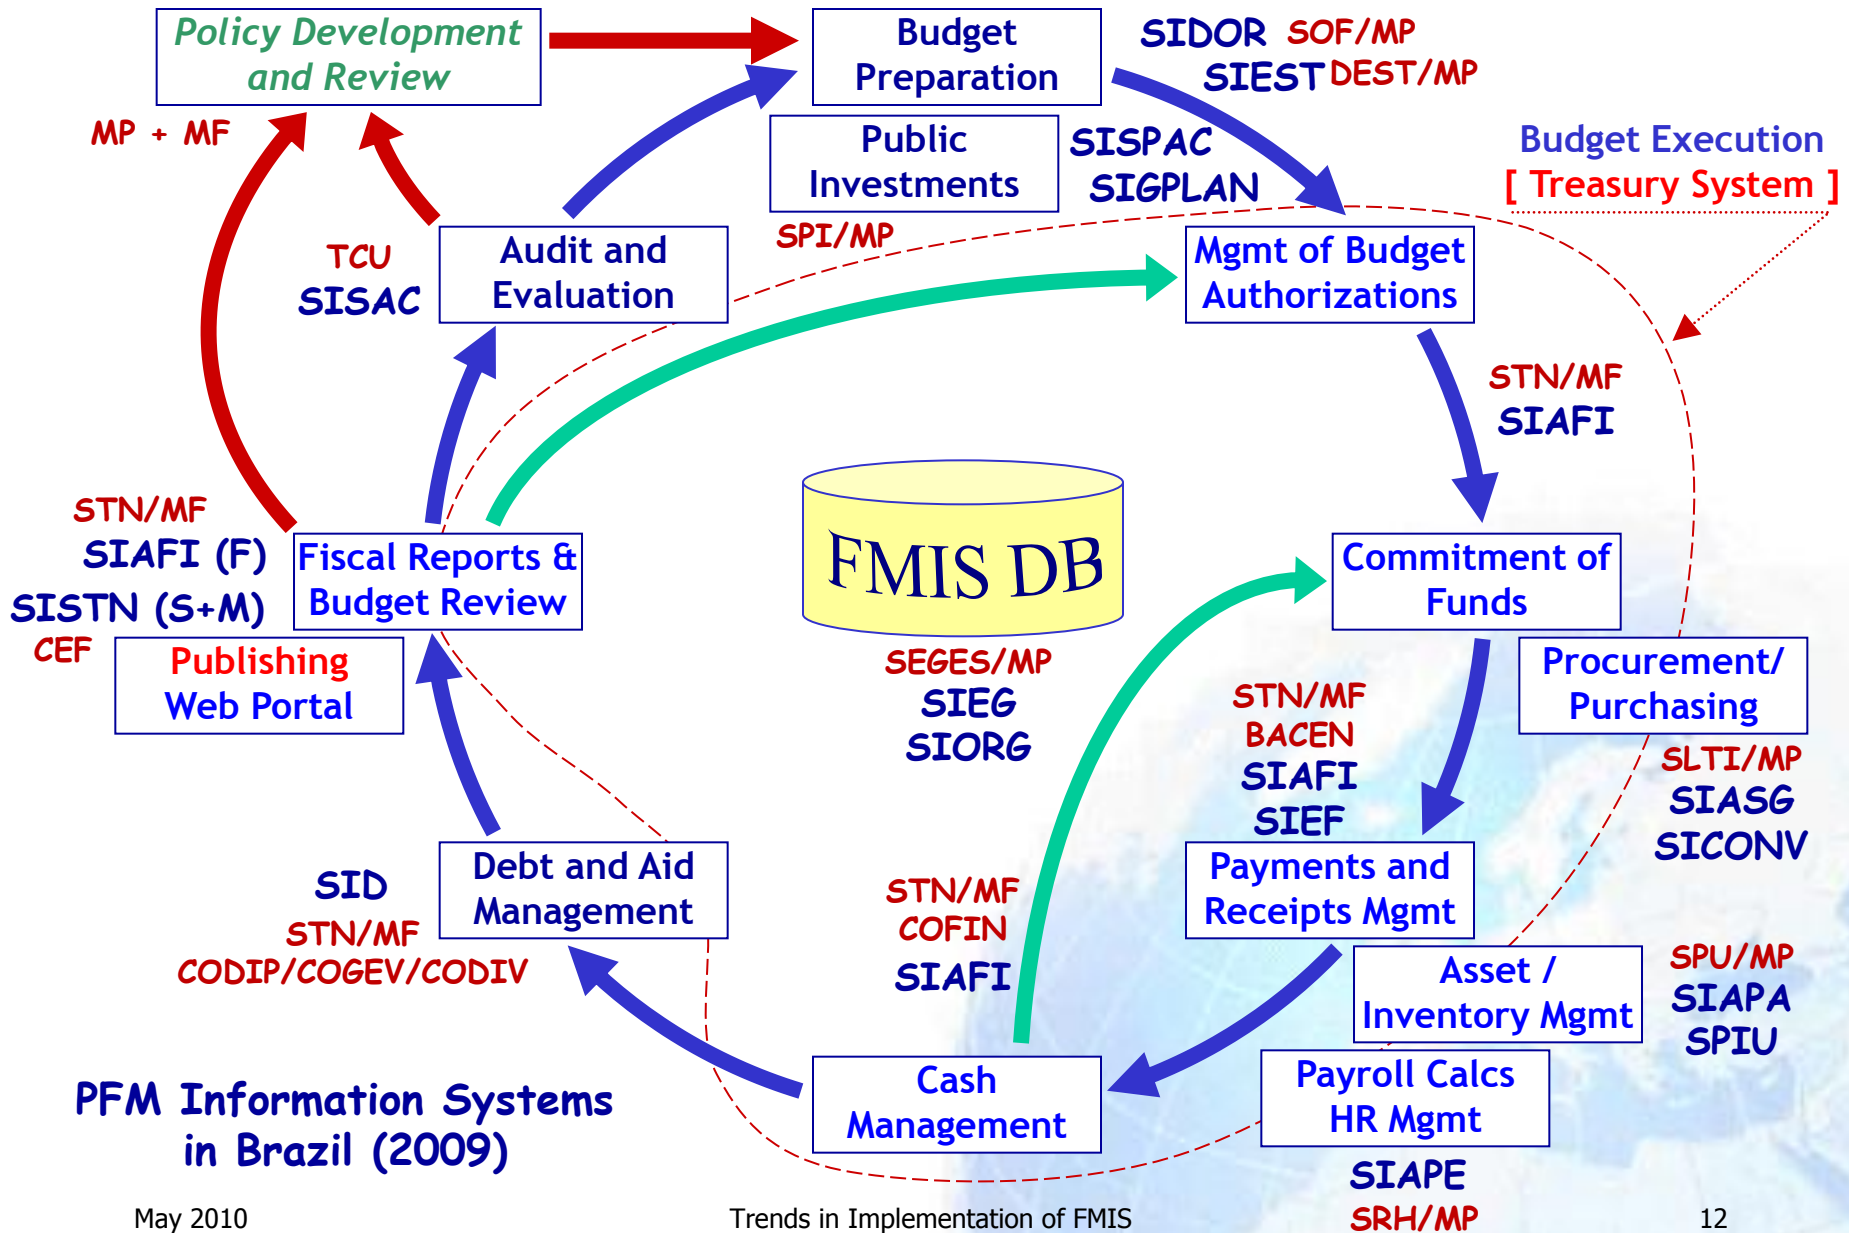 Policy Development
and Review
MP + MF
Budget
Preparation
SIDOR SOF/MP
SIEST DEST/MP
Public
Investments
SISPAC
SIGPLAN
SPI/MP
Budget Execution
[ Treasury System ]
TCU
SISAC
Audit and
Evaluation
Mgmt of Budget
Authorizations
STN/MF
SIAFI
STN/MF
SIAFI (F)
SISTN (S+M)
CEF
Fiscal Reports &
Budget Review
Publishing
Web Portal
FMIS DB
SEGES/MP
SIEG
SIORG
Commitment of
Funds
Procurement/
Purchasing
SLTI/MP
SIASG
SICONV
STN/MF
BACEN
SIAFI
SIEF
Payments and
Receipts Mgmt
SID
STN/MF
CODIP/COGEV/CODIV
Debt and Aid
Management
STN/MF
COFIN
SIAFI
Asset /
Inventory Mgmt
SPU/MP
SIAPA
SPIU
Cash
Management
Payroll Calcs
HR Mgmt
SIAPE
SRH/MP
PFM Information Systems
in Brazil (2009)
May 2010
Trends in Implementation of FMIS
12